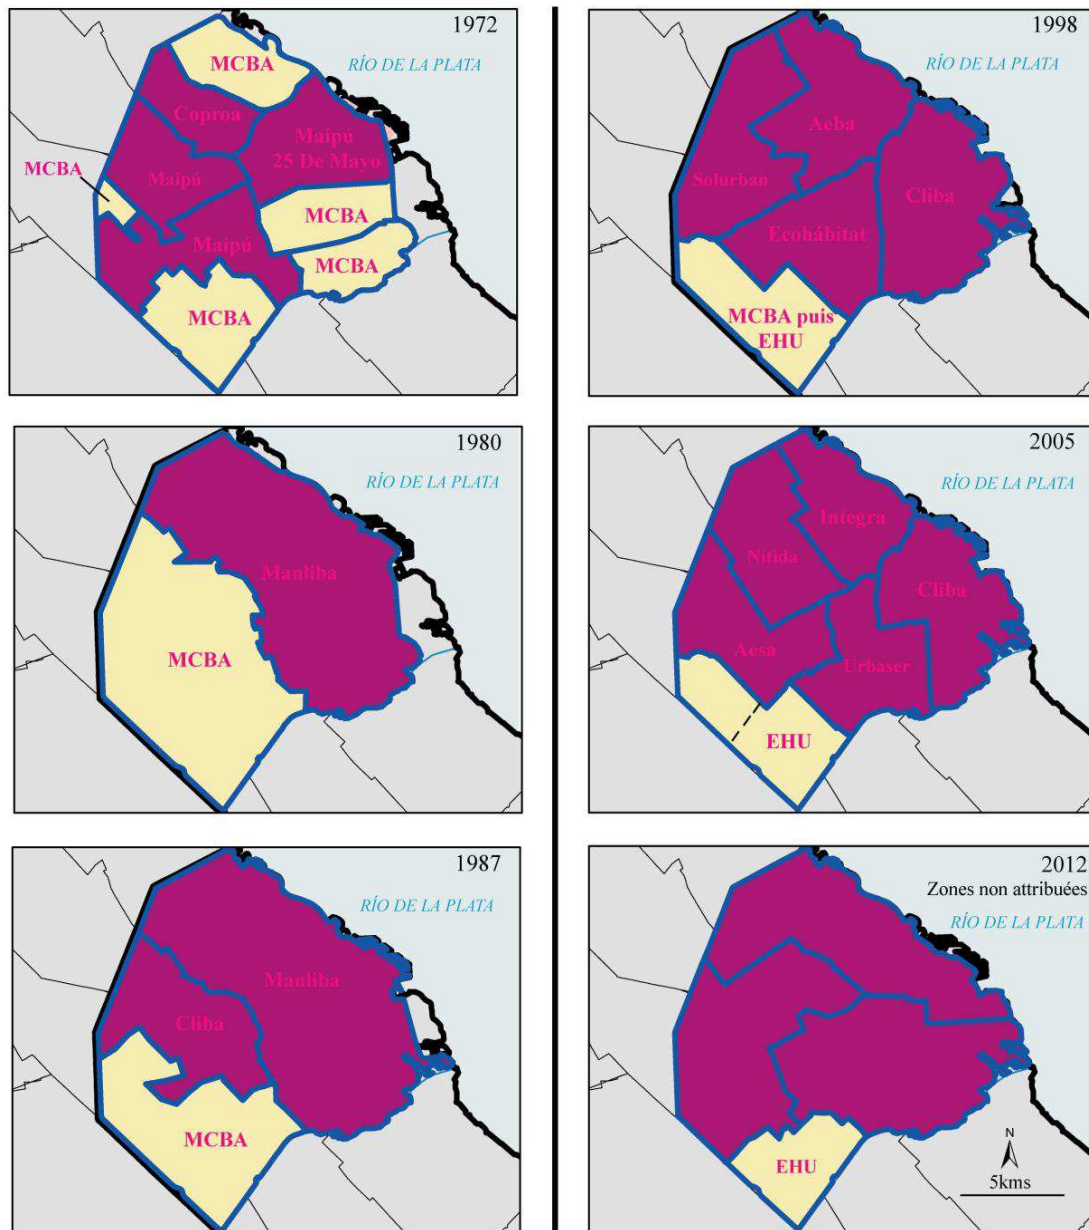 1972
RÍO DE LA PLATA
MCBA
Coproa
Maipú
25 De Mayo
MCBA
Maipú
MCBA
Maipú
MCBA
MCBA
1980
RÍO DE LA PLATA
Manliba
MCBA
1987
RÍO DE LA PLATA
Manliba
Cliba
MCBA
1998
RÍO DE LA PLATA
Aeba
Solurban
Cliba
Ecohábitat
MCBA puis
EHU
2005
RÍO DE LA PLATA
Integra
Nítida
Cliba
Aesa
Urbaser
EHU
2012
Zones non attribuées
RÍO DE LA PLATA
EHU
N
5kms